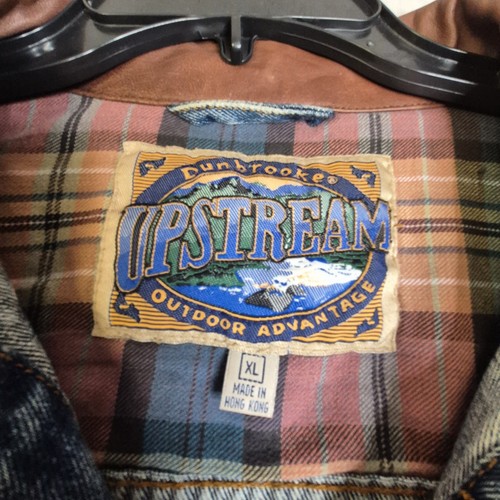 Dunbrooke®
UPSTREAM
OUTDOOR ADVANTAGE
XL
MADE IN
HONG KONG